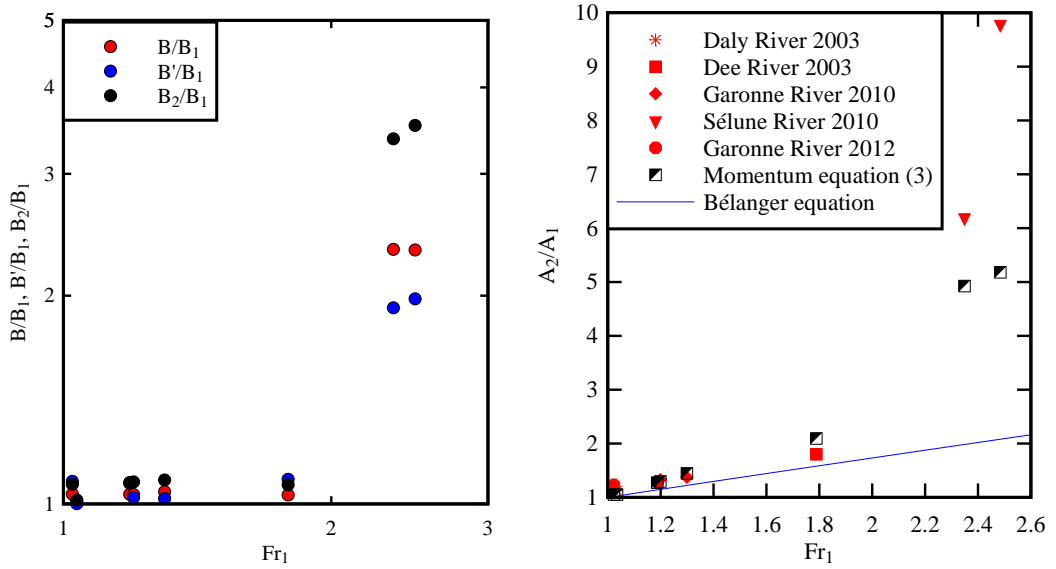 5
4
3
2
1
B/B₁, B'/B₁, B₂/B₁
B/B₁
B'/B₁
B₂/B₁
1
2
3
Fr₁
10
9
8
7
6
5
4
3
2
1
A₂/A₁
Daly River 2003
Dee River 2003
Garonne River 2010
Sélune River 2010
Garonne River 2012
Momentum equation (3)
Bélanger equation
1 1.2 1.4 1.6 1.8 2 2.2 2.4 2.6
Fr₁